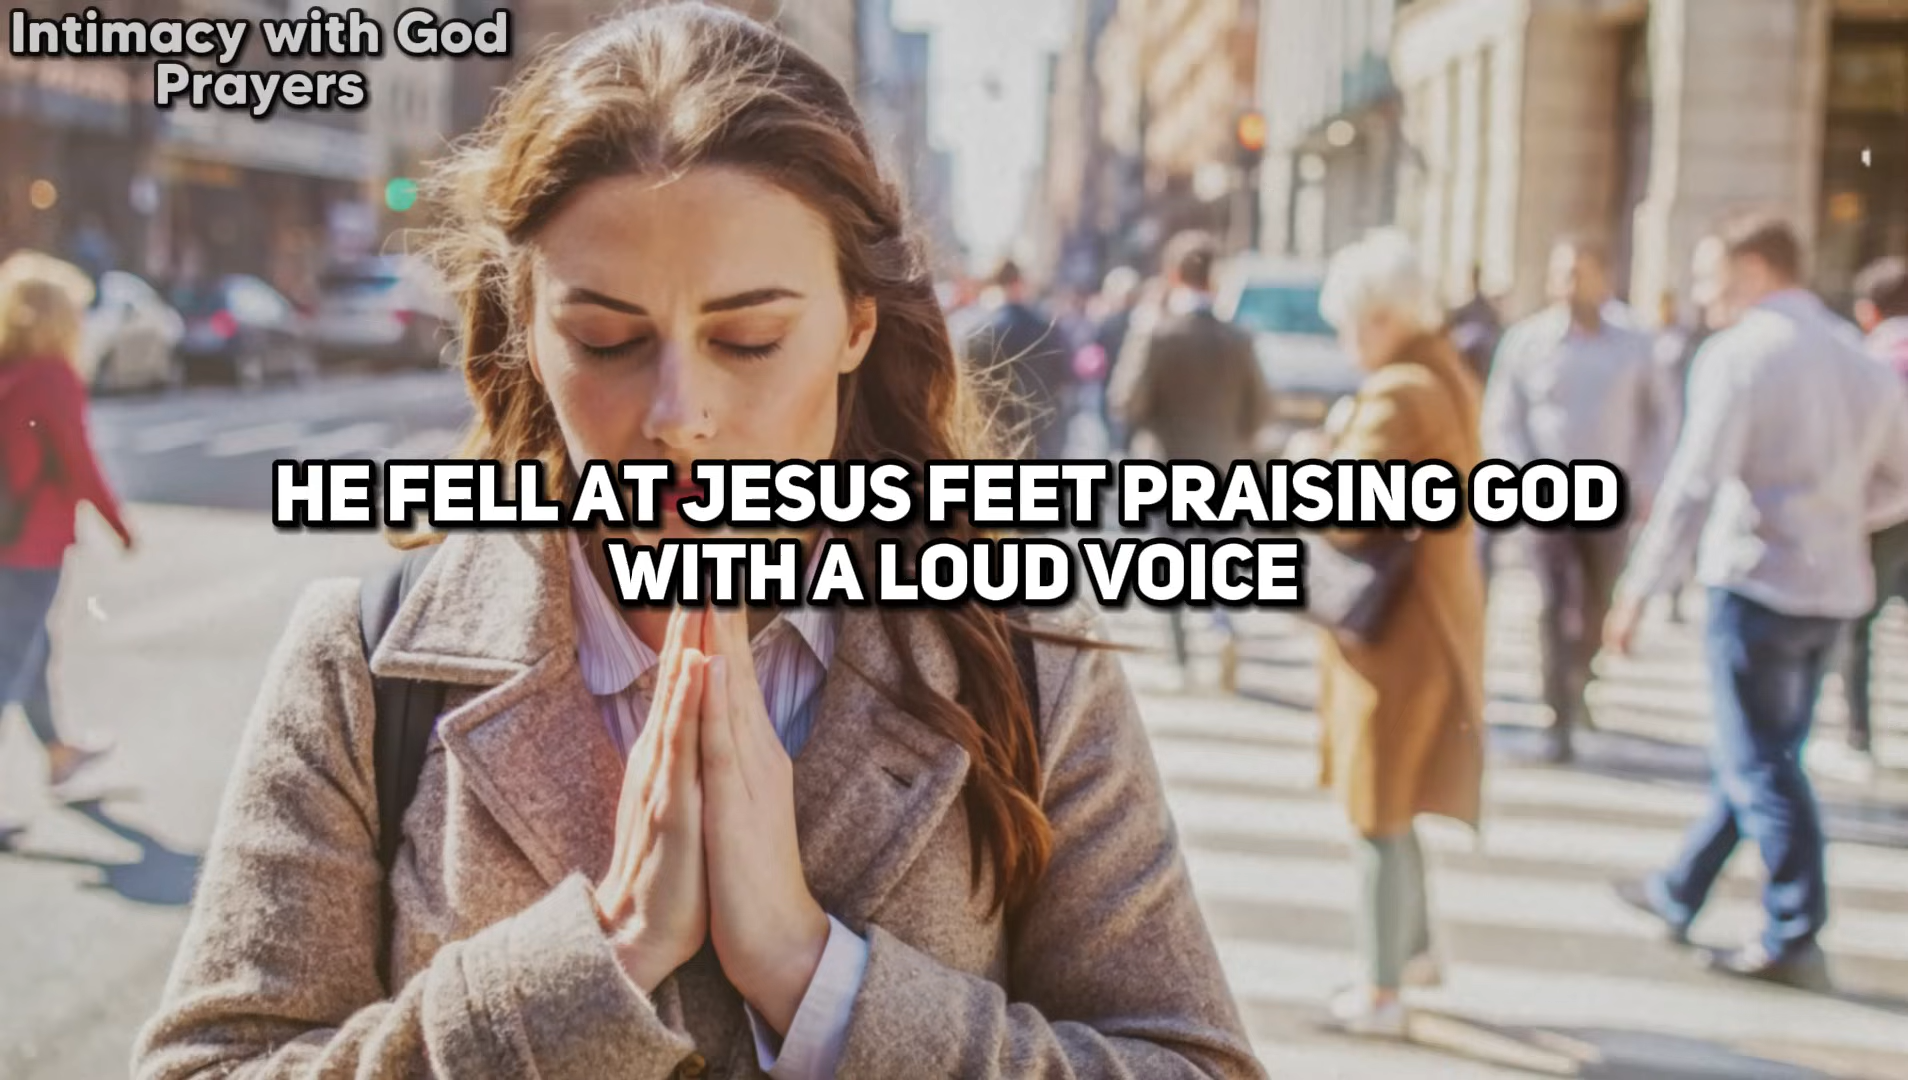 Intimacy with God
Prayers
HE FELL AT JESUS FEET PRAISING GOD
WITH A LOUD VOICE